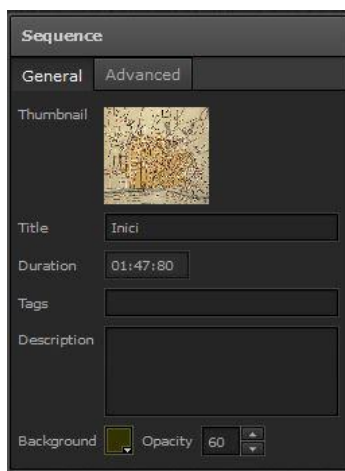 Sequence
General Advanced
Thumbnail
Title Inici
Duration 01:47:80
Tags
Description
Background Opacity 60